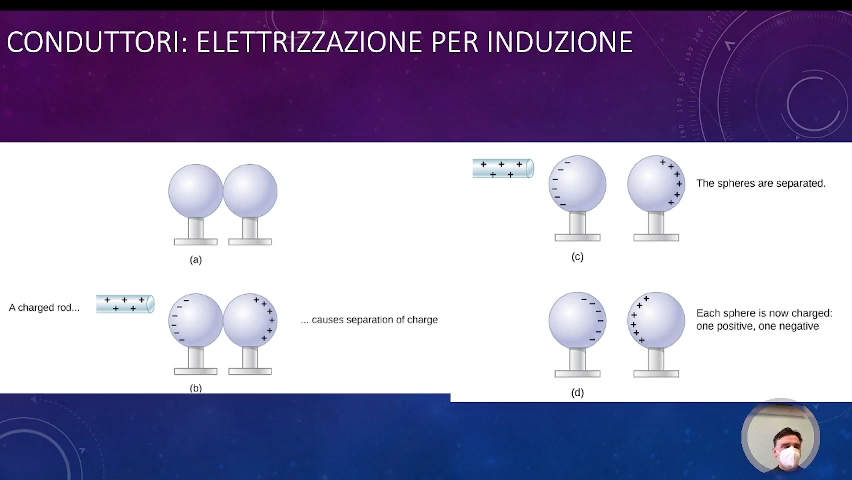 CONDUTTORI: ELETTRIZZAZIONE PER INDUZIONE
(a)
A charged rod...
+ + +
+ +
... causes separation of charge
(b)
+ + +
+ +
The spheres are separated.
(c)
Each sphere is now charged:
one positive, one negative
(d)